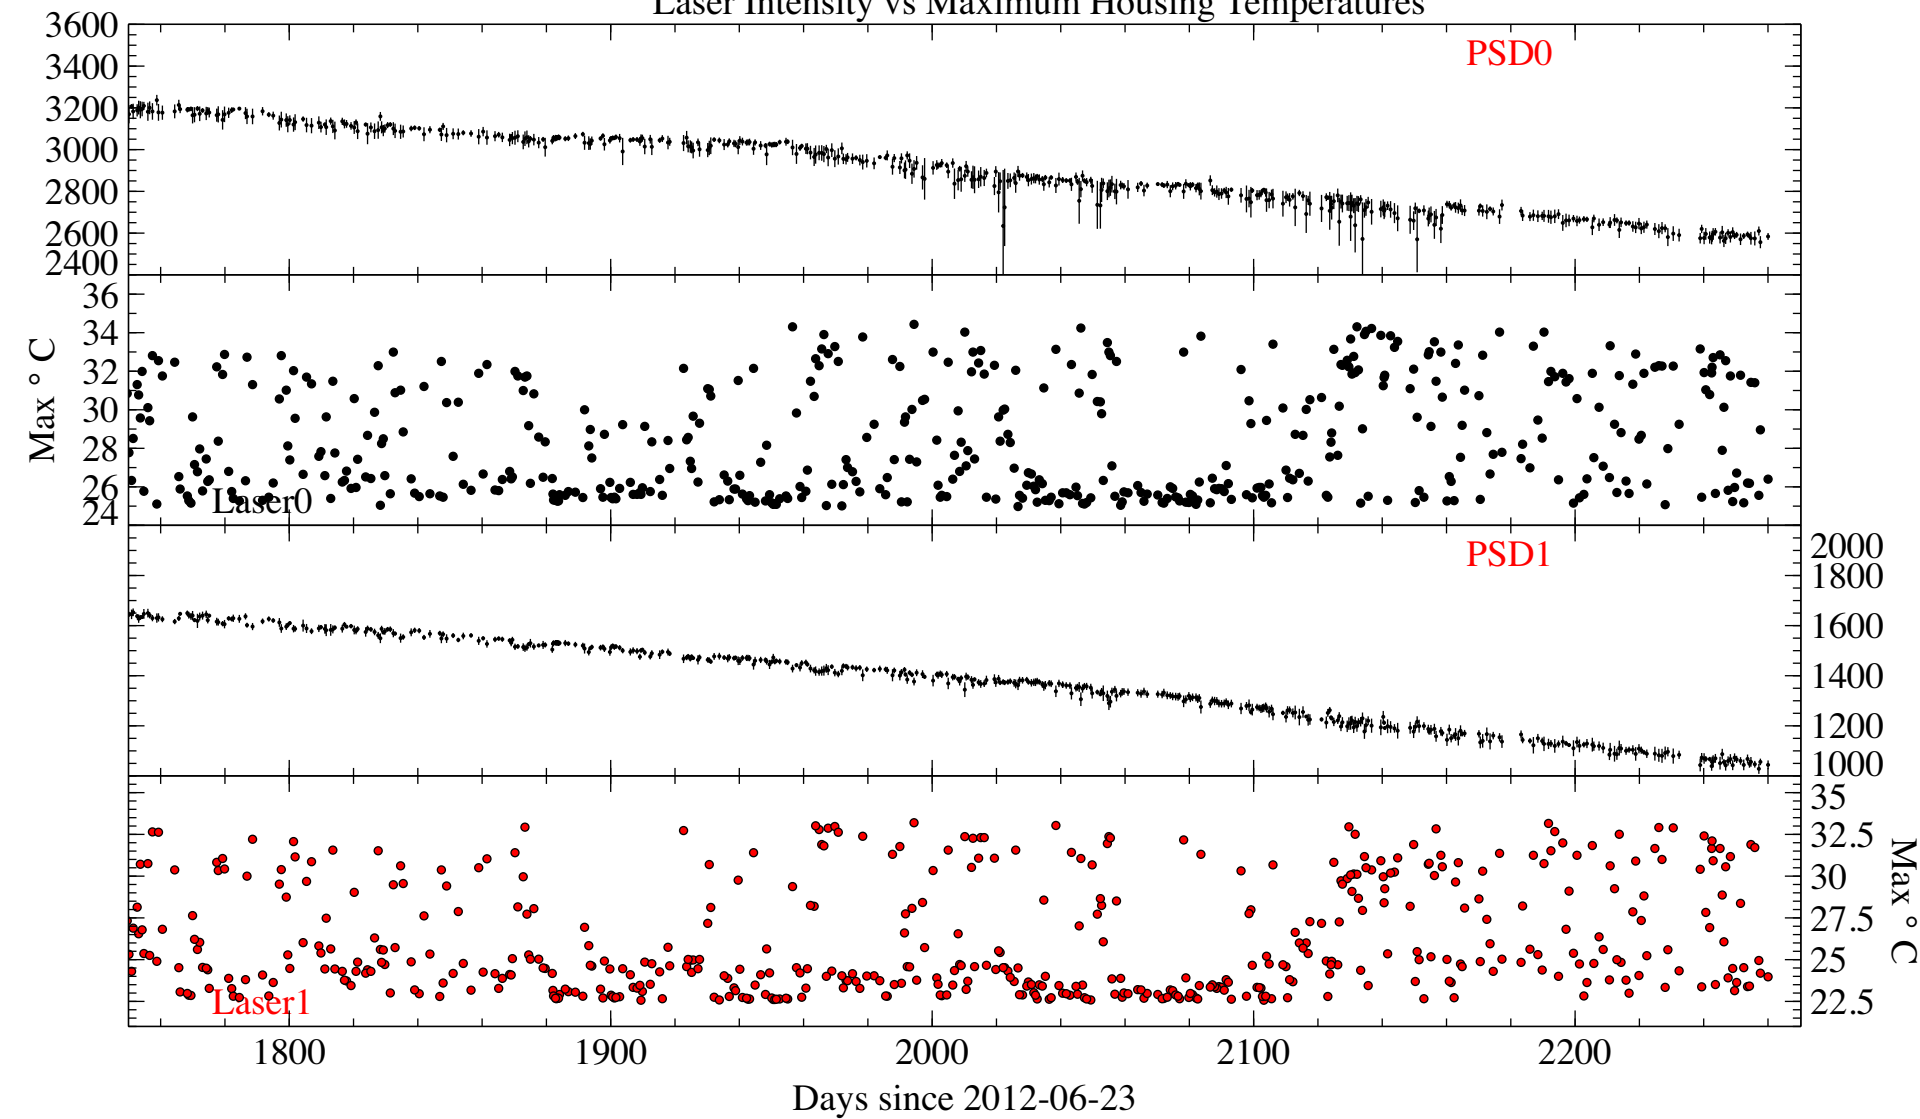 Laser Intensity vs Maximum Housing Temperatures
3600
PSD0
3400
3200
3000
2800
2600
2400
36
34
32
30
28
26
24
Max ° C
Laser0
PSD1
2000
1800
1600
1400
1200
1000
35
32.5
30
27.5
25
22.5
Max ° C
Laser1
1800 1900 2000 2100 2200
Days since 2012-06-23